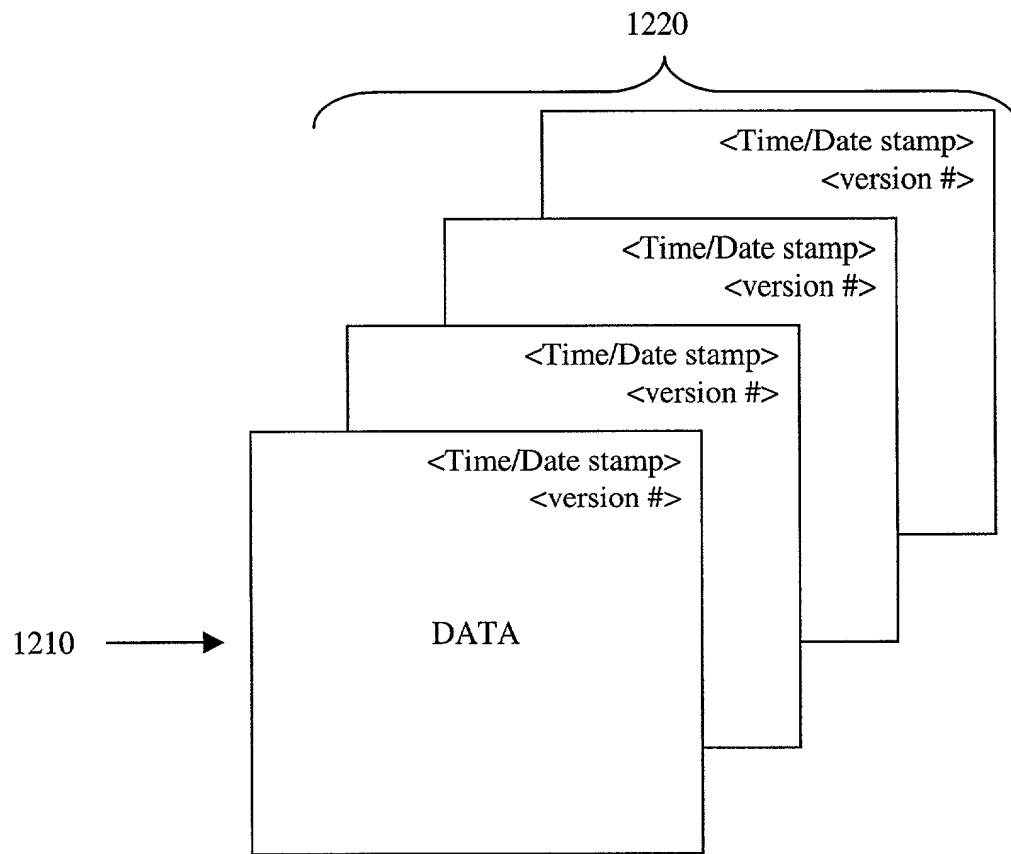 1220
<Time/Date stamp>
<version #>
<Time/Date stamp>
<version #>
<Time/Date stamp>
<version #>
<Time/Date stamp>
<version #>
1210
DATA